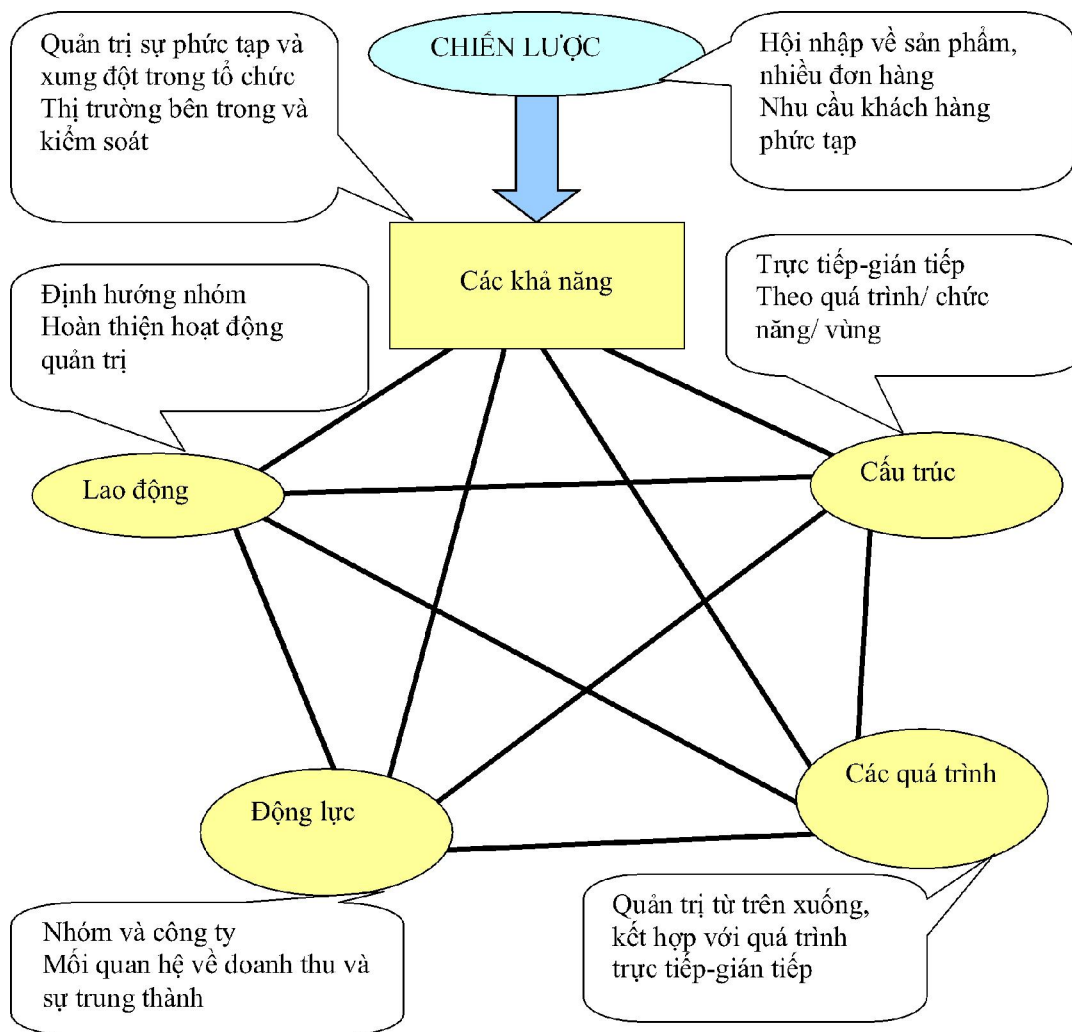 Quản trị sự phức tạp và
xung đột trong tổ chức
Thị trường bên trong và
kiểm soát
CHIẾN LƯỢC
Hội nhập về sản phẩm,
nhiều đơn hàng
Nhu cầu khách hàng
phức tạp
Các khả năng
Định hướng nhóm
Hoàn thiện hoạt động
quản trị
Trực tiếp-gián tiếp
Theo quá trình/ chức
năng/ vùng
Lao động
Cấu trúc
Động lực
Các quá trình
Nhóm và công ty
Mối quan hệ về doanh thu và
sự trung thành
Quản trị từ trên xuống,
kết hợp với quá trình
trực tiếp-gián tiếp